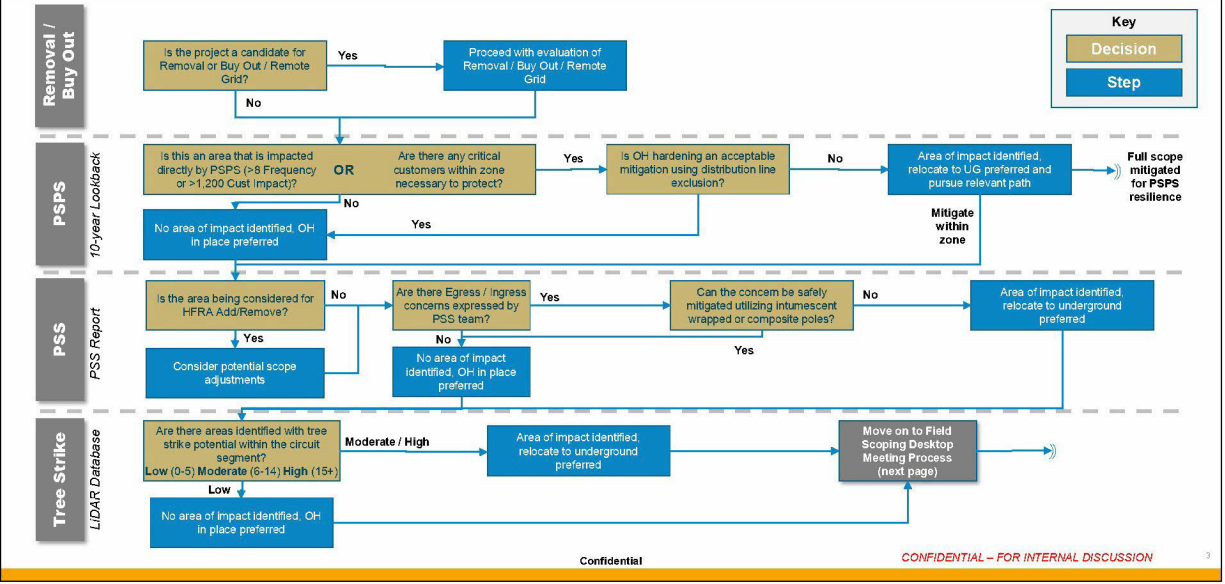 Removal /
Buy Out
Is the project a candidate for
Removal or Buy Out / Remote
Grid?
Yes
Proceed with evaluation of
Removal / Buy Out / Remote
Grid
No
Key
Decision
Step
PSPS
10-year Lookback
Is this an area that is impacted
directly by PSPS (>8 Frequency
or >1,200 Cust Impact)?
OR
Are there any critical
customers within zone
necessary to protect?
Yes
Is OH hardening an acceptable
mitigation using distribution line
exclusion?
No
Area of impact identified,
relocate to UG preferred and
pursue relevant path
Full scope
mitigated
for PSPS
resilience
No
No area of impact identified, OH
in place preferred
Yes
Mitigate
within
zone
PSS
PSS Report
Is the area being considered for
HFRA Add/Remove?
No
Are there Egress / Ingress
concerns expressed by
PSS team?
Yes
Can the concern be safely
mitigated utilizing intumescent
wrapped or composite poles?
No
Area of impact identified,
relocate to underground
preferred
Yes
Consider potential scope
adjustments
No
No area of impact
identified, OH in place
preferred
Yes
Tree Strike
LiDAR Database
Are there areas identified with tree
strike potential within the circuit
segment?
Low (0-5) Moderate (6-14) High (15+)
Moderate / High
Area of impact identified,
relocate to underground
preferred
Move on to Field
Scoping Desktop
Meeting Process
(next page)
Low
No area of impact identified, OH
in place preferred
Confidential
CONFIDENTIAL – FOR INTERNAL DISCUSSION
3